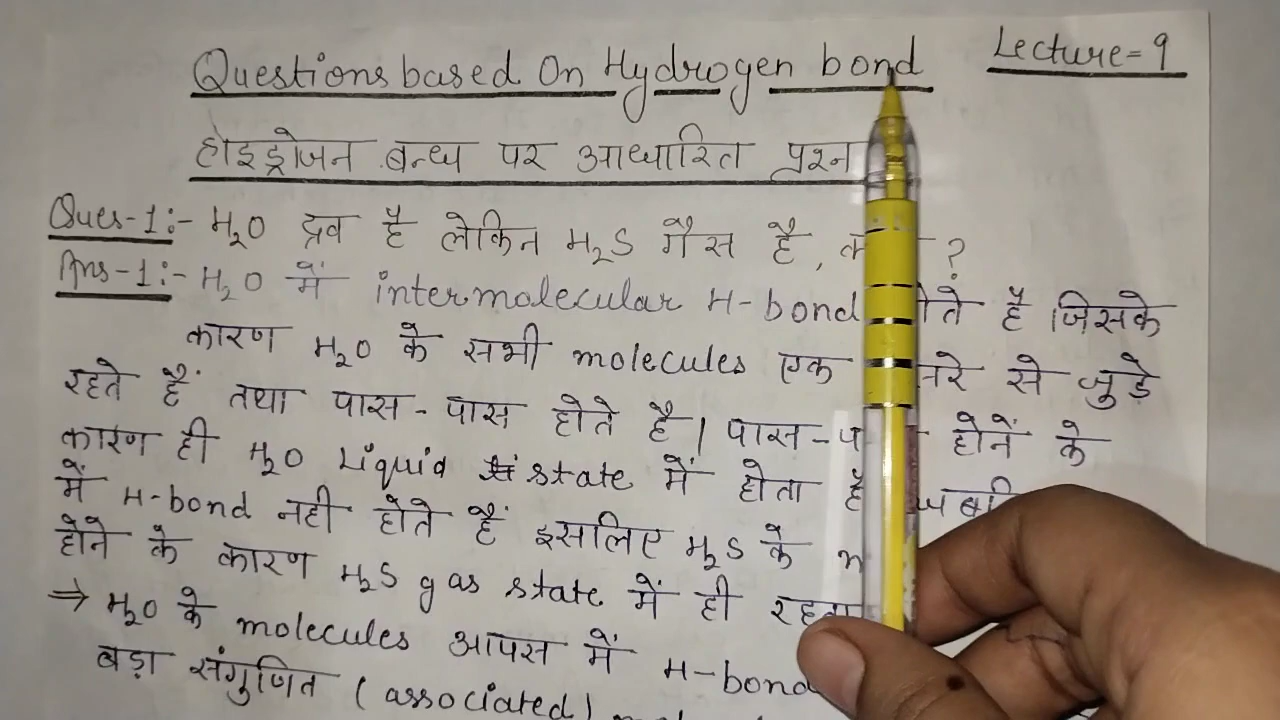 Questions based On Hydrogen bond
Lecture=9
होइड्रोजन बन्ध पर आधारित प्रश्न
Ques-1:- H₂O द्रव है लेकिन H₂S गैस है, ?
Ans-1:- H₂O में intermolecular H-bond है। जिसके
कारण H₂O के सभी molecules एक से जुड़े
रहते हैं तथा पास-पास होते है। पास- होनें के
कारण ही H₂O Liquid state में होता
में H-bond नही होते हैं इसलिए H₂S के
होने के कारण H₂S gas state में ही
⇒ H₂O के molecules आपस में H-bond
बड़ा संगुणित (associated)